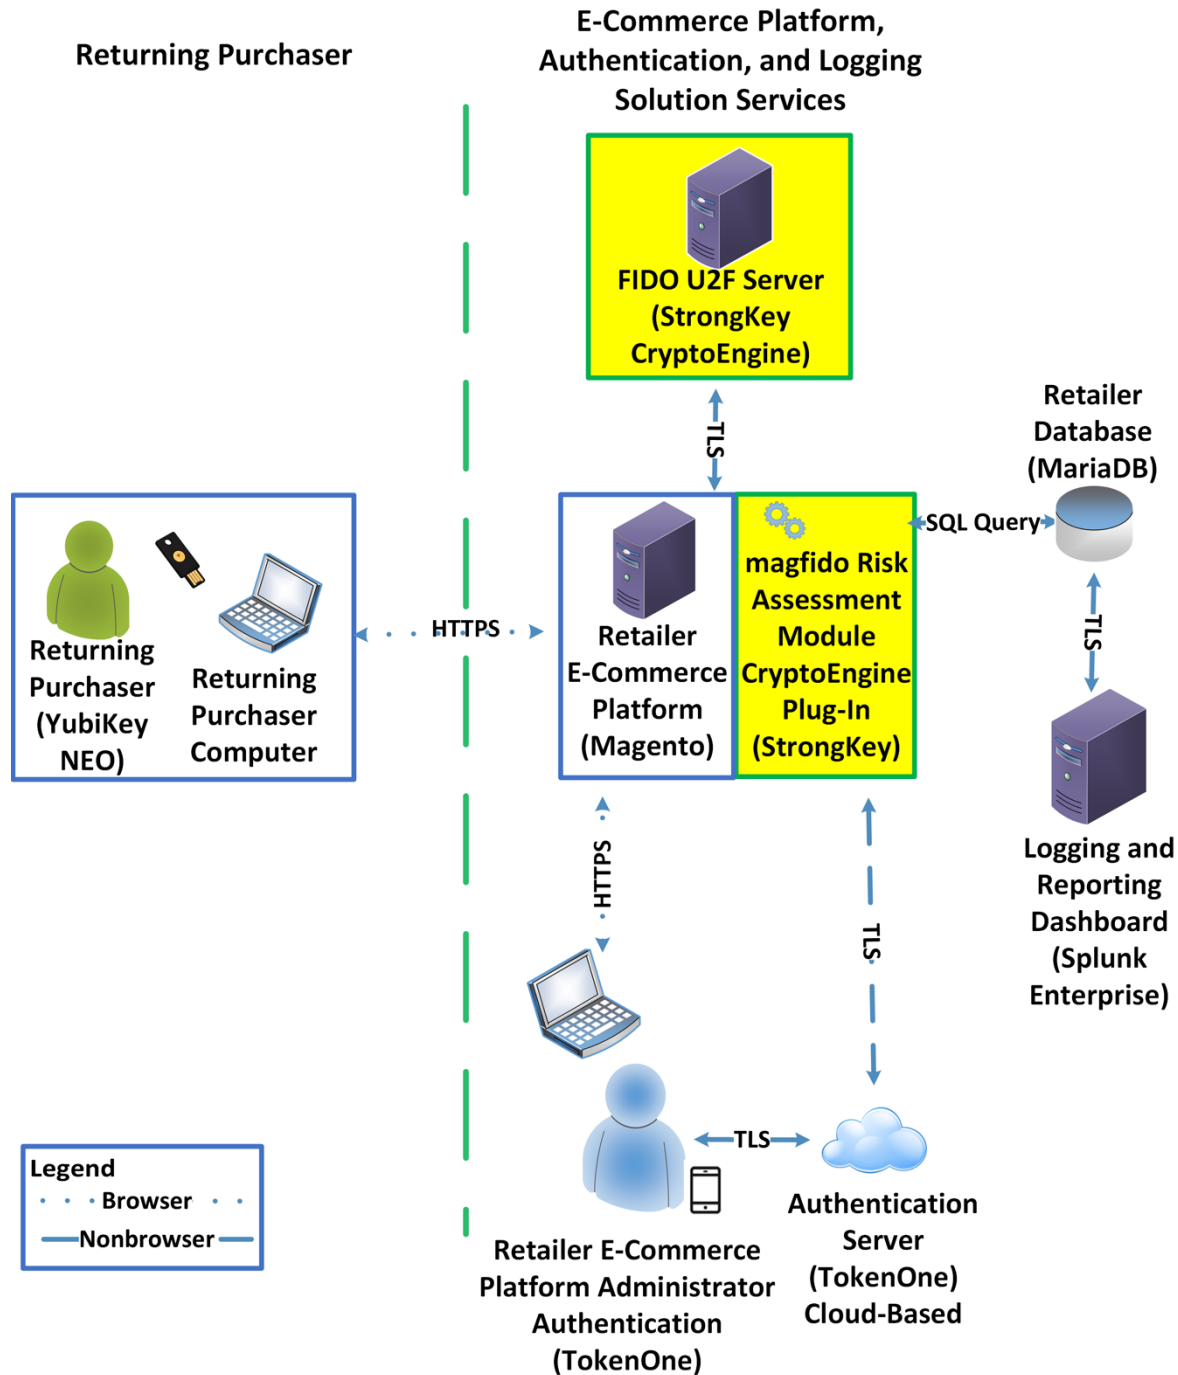 Returning Purchaser
E-Commerce Platform,
Authentication, and Logging
Solution Services
FIDO U2F Server
(StrongKey
CryptoEngine)
TLS
Retailer
Database
(MariaDB)
SQL Query
TLS
Returning
Purchaser
(YubiKey
NEO)
Returning
Purchaser
Computer
HTTPS
Retailer
E-Commerce
Platform
(Magento)
magfido Risk
Assessment
Module
CryptoEngine
Plug-In
(StrongKey)
Logging and
Reporting
Dashboard
(Splunk
Enterprise)
HTTPS
TLS
TLS
Retailer E-Commerce
Platform Administrator
Authentication
(TokenOne)
Authentication
Server
(TokenOne)
Cloud-Based
Legend
Browser
Nonbrowser